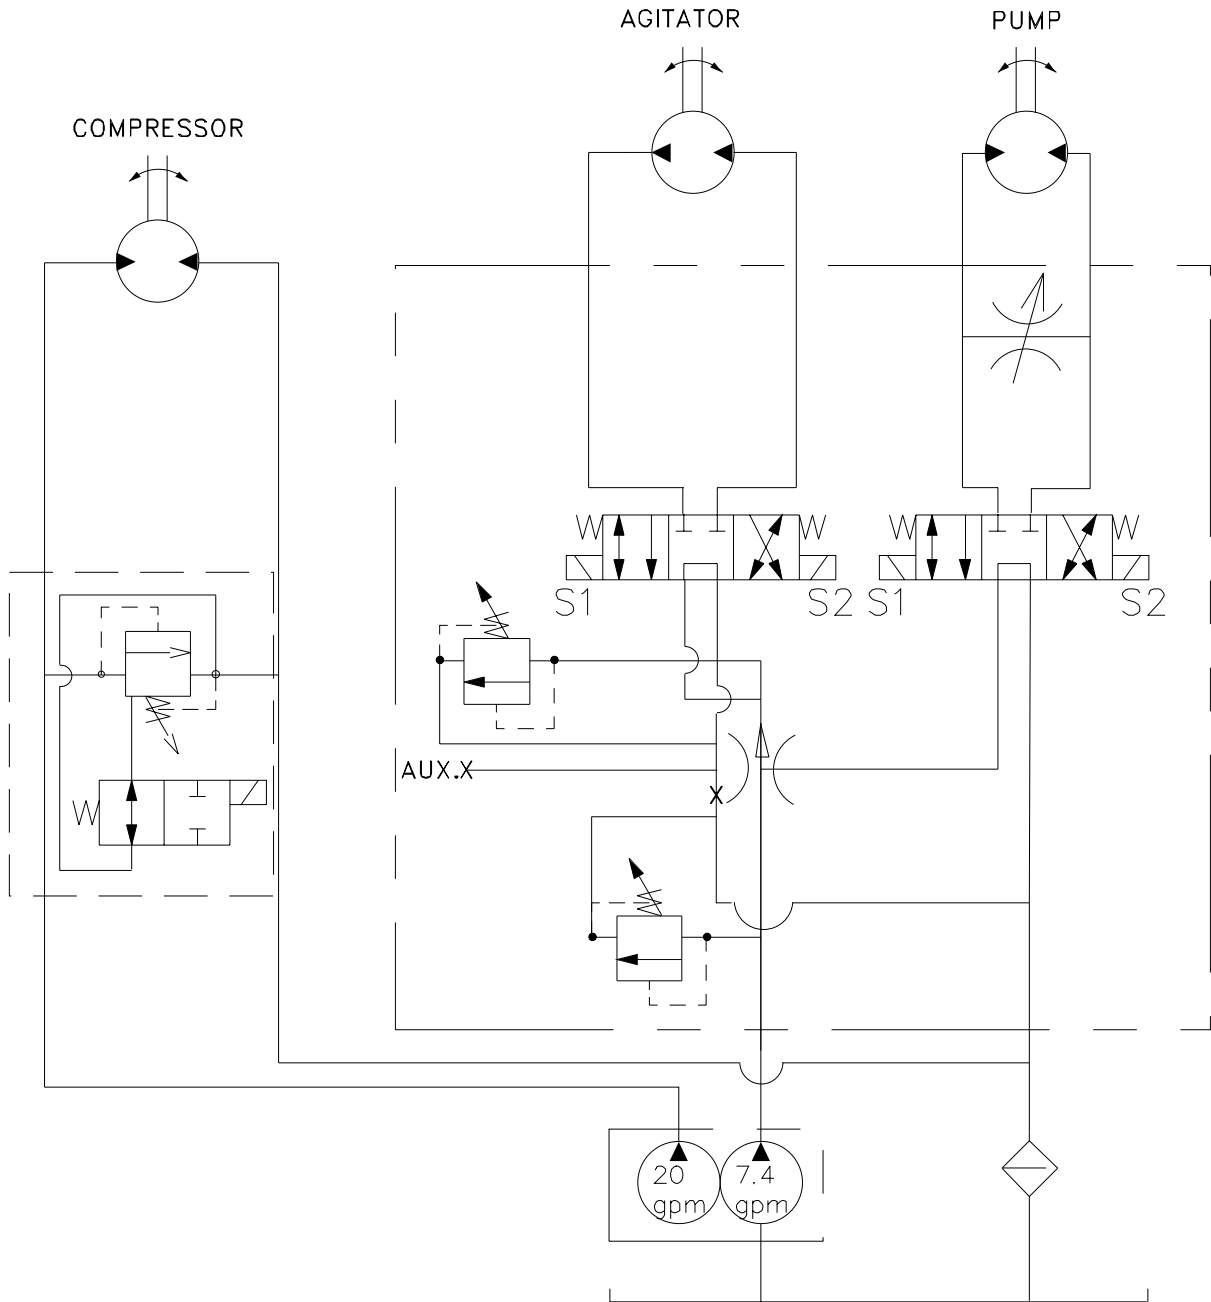 AGITATOR
PUMP
COMPRESSOR
S1
S2
S1
S2
AUX.X
X
20
gpm
7.4
gpm